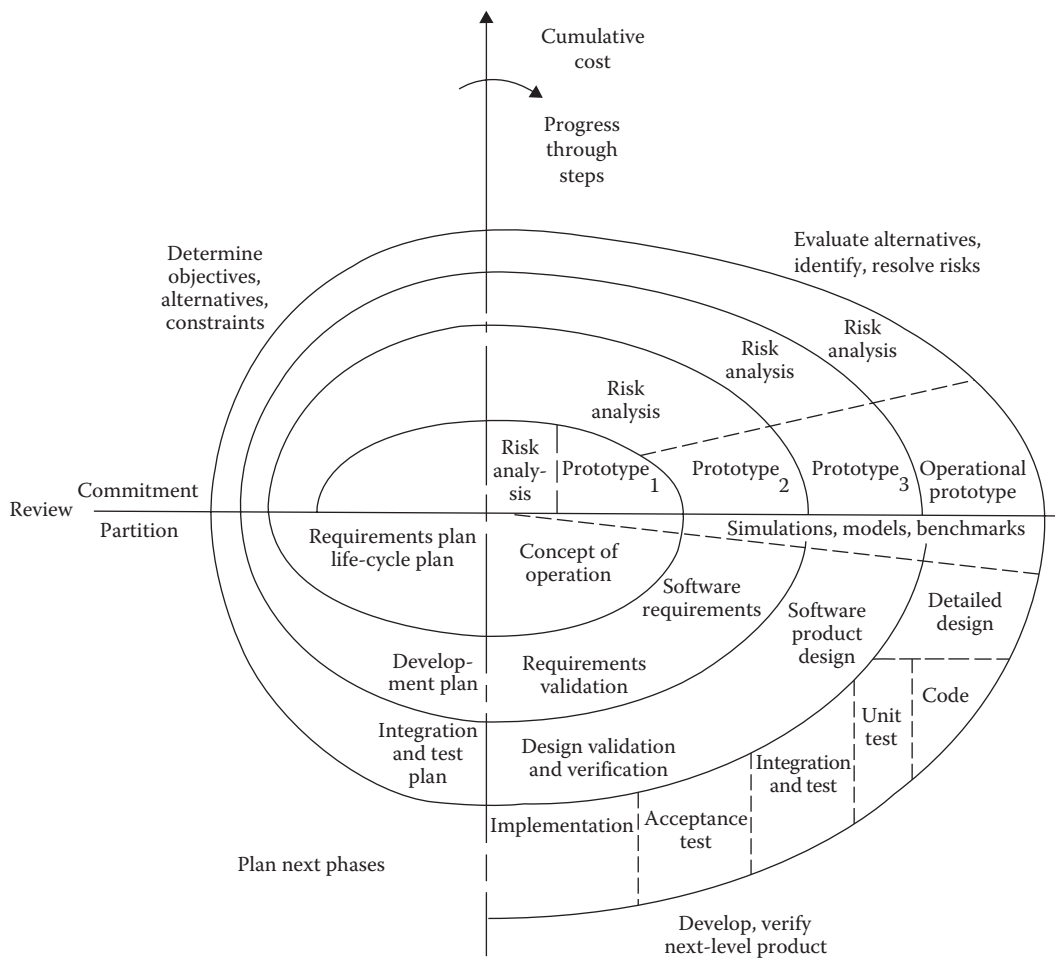 Cumulative
cost
Progress
through
steps
Determine
objectives,
alternatives,
constraints
Evaluate alternatives,
identify, resolve risks
Risk
analysis
Risk
analysis
Risk
analysis
Risk
analy-
sis
Prototype 1
Prototype 2
Prototype 3
Operational
prototype
Review
Commitment
Partition
Simulations, models, benchmarks
Requirements plan
life-cycle plan
Concept of
operation
Software
requirements
Software
product
design
Detailed
design
Develop-
ment plan
Requirements
validation
Code
Unit
test
Integration
and test
plan
Design validation
and verification
Integration
and test
Implementation
Acceptance
test
Plan next phases
Develop, verify
next-level product